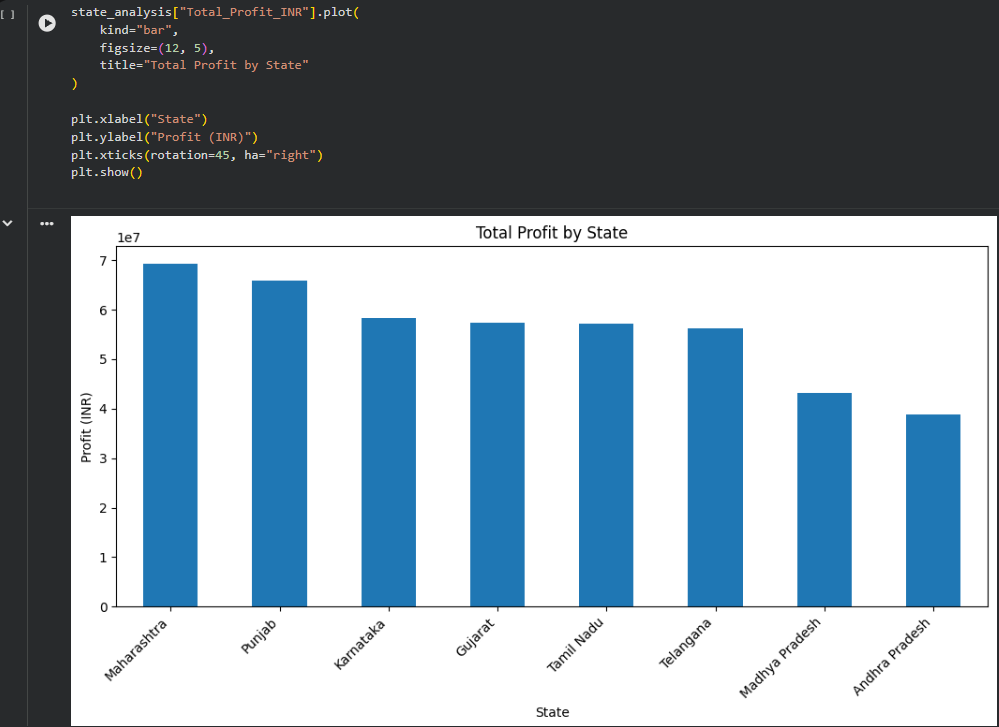 [ ]
state_analysis["Total_Profit_INR"].plot(
    kind="bar",
    figsize=(12, 5),
    title="Total Profit by State"
)
plt.xlabel("State")
plt.ylabel("Profit (INR)")
plt.xticks(rotation=45, ha="right")
plt.show()
Total Profit by State
1e7
7
6
5
4
3
2
1
0
Profit (INR)
Maharashtra
Punjab
Karnataka
Gujarat
Tamil Nadu
Telangana
Madhya Pradesh
Andhra Pradesh
State